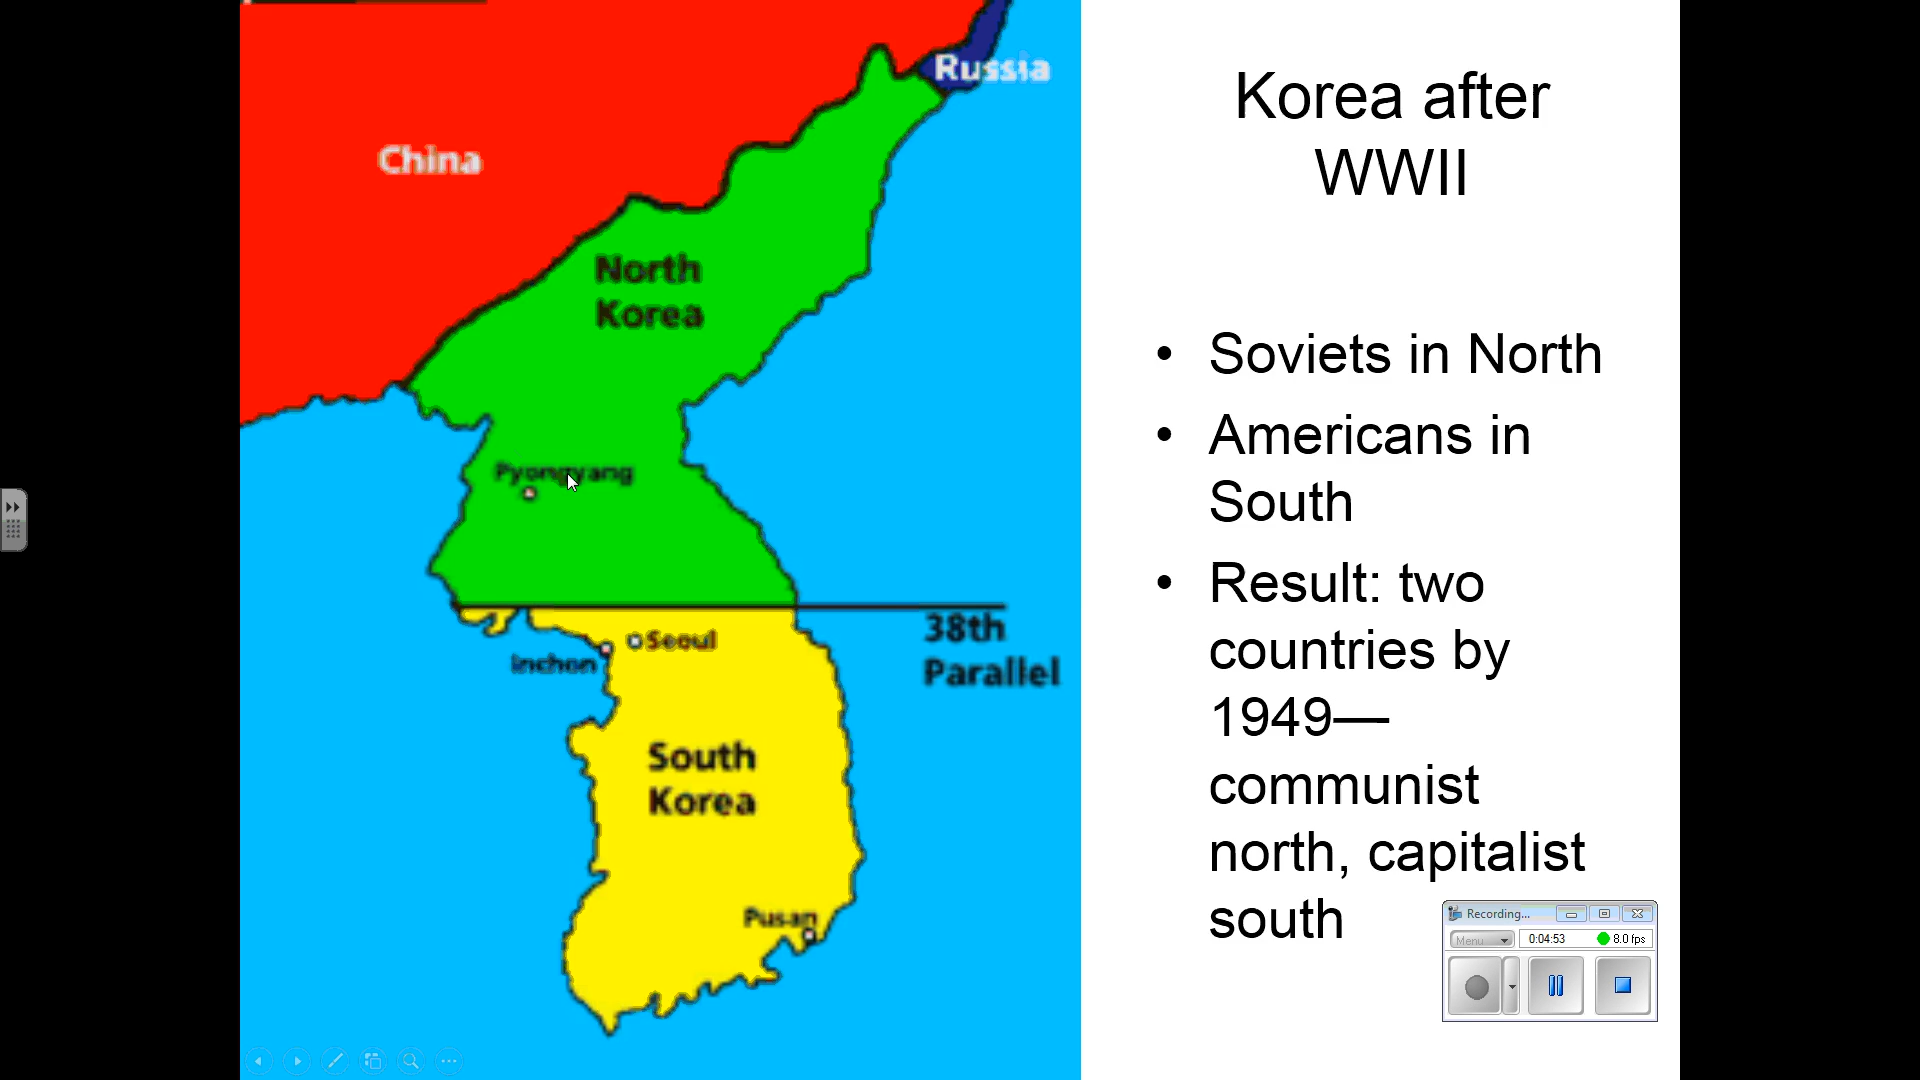 Russia
China
North
Korea
Pyongyang
38th
Parallel
Seoul
Inchon
South
Korea
Pusan
Korea after
WWII
• Soviets in North
• Americans in
South
• Result: two
countries by
1949—
communist
north, capitalist
south
Recording...
Menu
0:04:53
8.0 fps